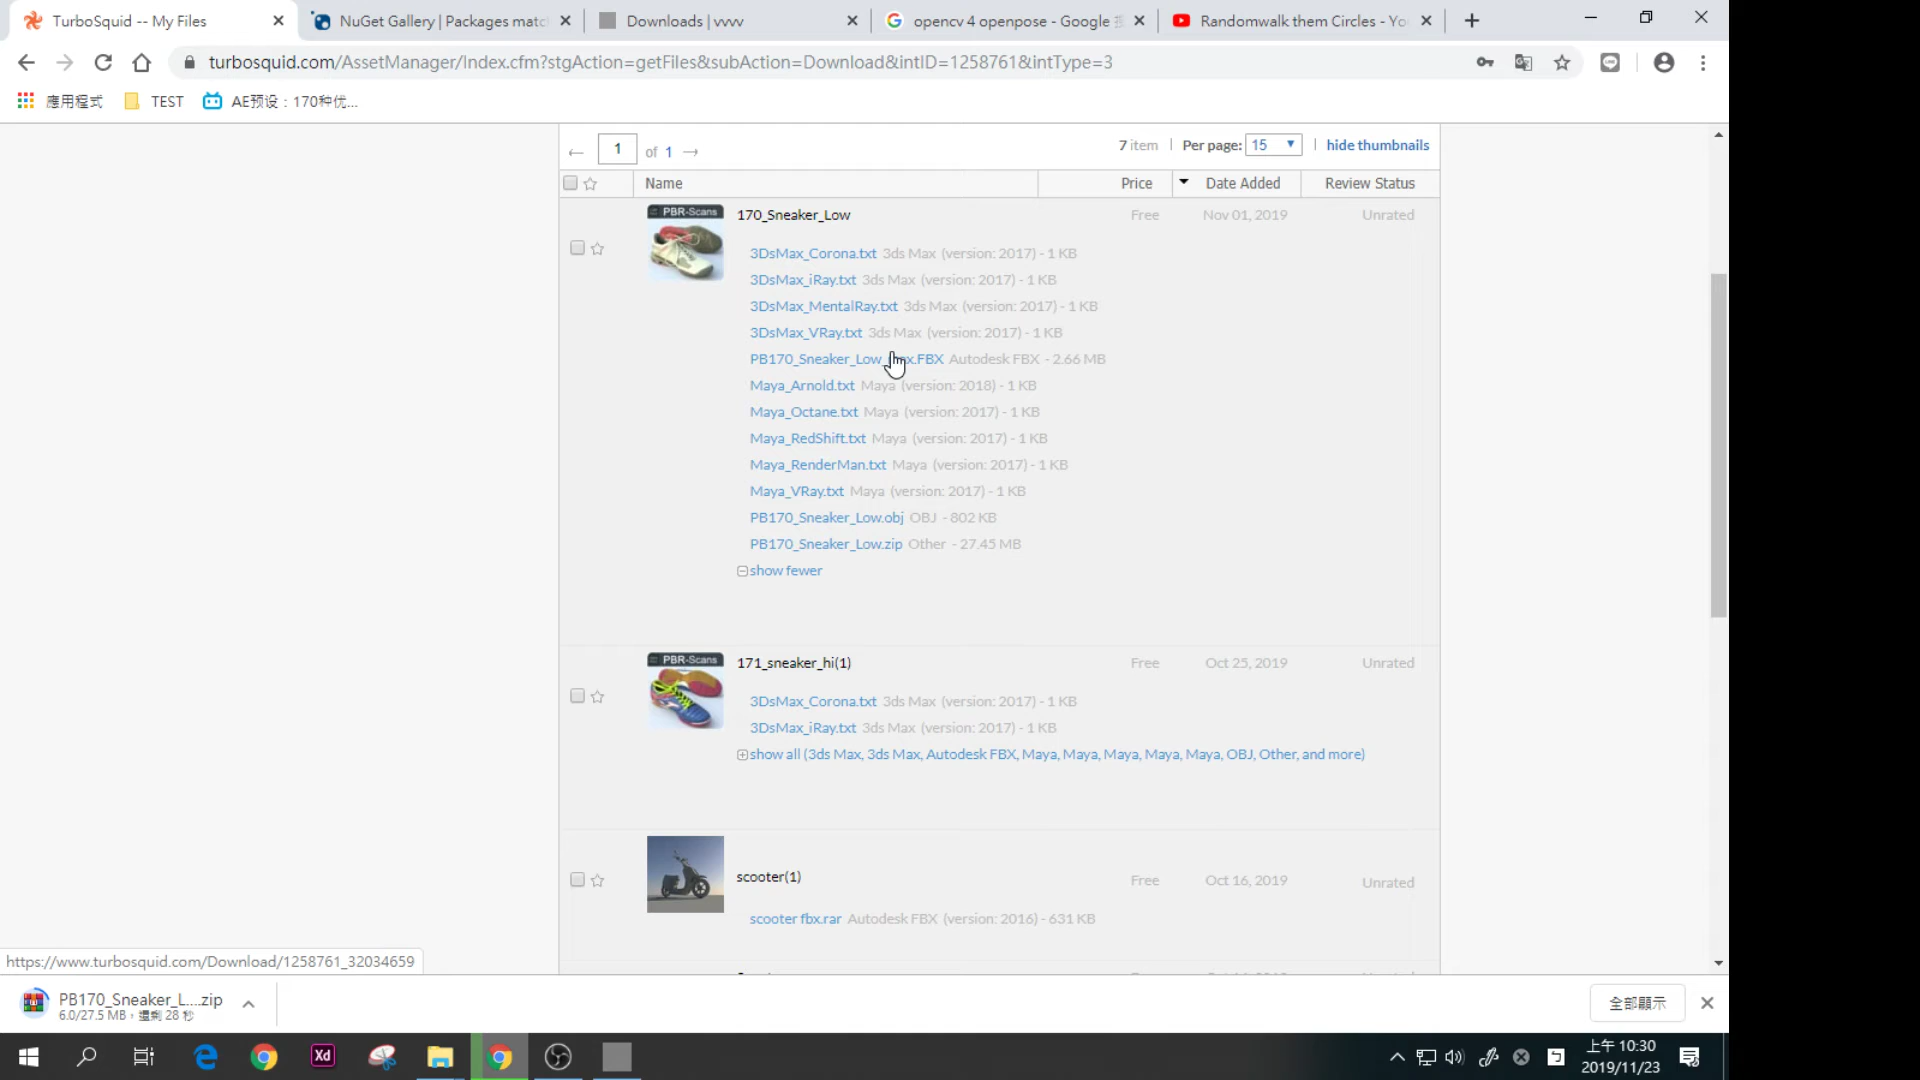 TurboSquid -- My Files
NuGet Gallery | Packages matc
Downloads | vvvv
opencv 4 openpose - Google
Randomwalk them Circles - Yo
turbosquid.com/AssetManager/Index.cfm?stgAction=getFiles&subAction=Download&intID=1258761&intType=3
應用程式
TEST
AE预设：170种优...
1 of 1
7 item
Per page: 15
hide thumbnails
Name
Price
Date Added
Review Status
PBR-Scans
170_Sneaker_Low
Free
Nov 01, 2019
Unrated
3DsMax_Corona.txt 3ds Max (version: 2017) - 1 KB
3DsMax_iRay.txt 3ds Max (version: 2017) - 1 KB
3DsMax_MentalRay.txt 3ds Max (version: 2017) - 1 KB
3DsMax_VRay.txt 3ds Max (version: 2017) - 1 KB
PB170_Sneaker_Low_ x.FBX Autodesk FBX - 2.66 MB
Maya_Arnold.txt Maya (version: 2018) - 1 KB
Maya_Octane.txt Maya (version: 2017) - 1 KB
Maya_RedShift.txt Maya (version: 2017) - 1 KB
Maya_RenderMan.txt Maya (version: 2017) - 1 KB
Maya_VRay.txt Maya (version: 2017) - 1 KB
PB170_Sneaker_Low.obj OBJ - 802 KB
PB170_Sneaker_Low.zip Other - 27.45 MB
show fewer
PBR-Scans
171_sneaker_hi(1)
Free
Oct 25, 2019
Unrated
3DsMax_Corona.txt 3ds Max (version: 2017) - 1 KB
3DsMax_iRay.txt 3ds Max (version: 2017) - 1 KB
show all (3ds Max, 3ds Max, Autodesk FBX, Maya, Maya, Maya, Maya, Maya, OBJ, Other, and more)
scooter(1)
Free
Oct 16, 2019
Unrated
scooter fbx.rar Autodesk FBX (version: 2016) - 631 KB
https://www.turbosquid.com/Download/1258761_32034659
PB170_Sneaker_L....zip
6.0/27.5 MB，還剩 28 秒
全部顯示
Xd
上午 10:30
2019/11/23